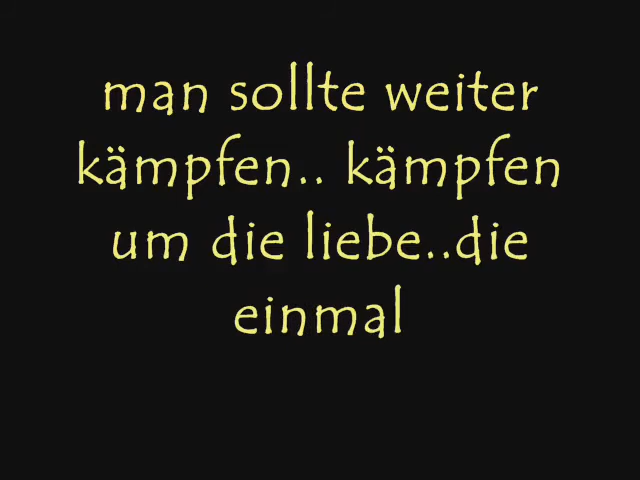 man sollte weiter
kämpfen.. kämpfen
um die liebe..die
einmal